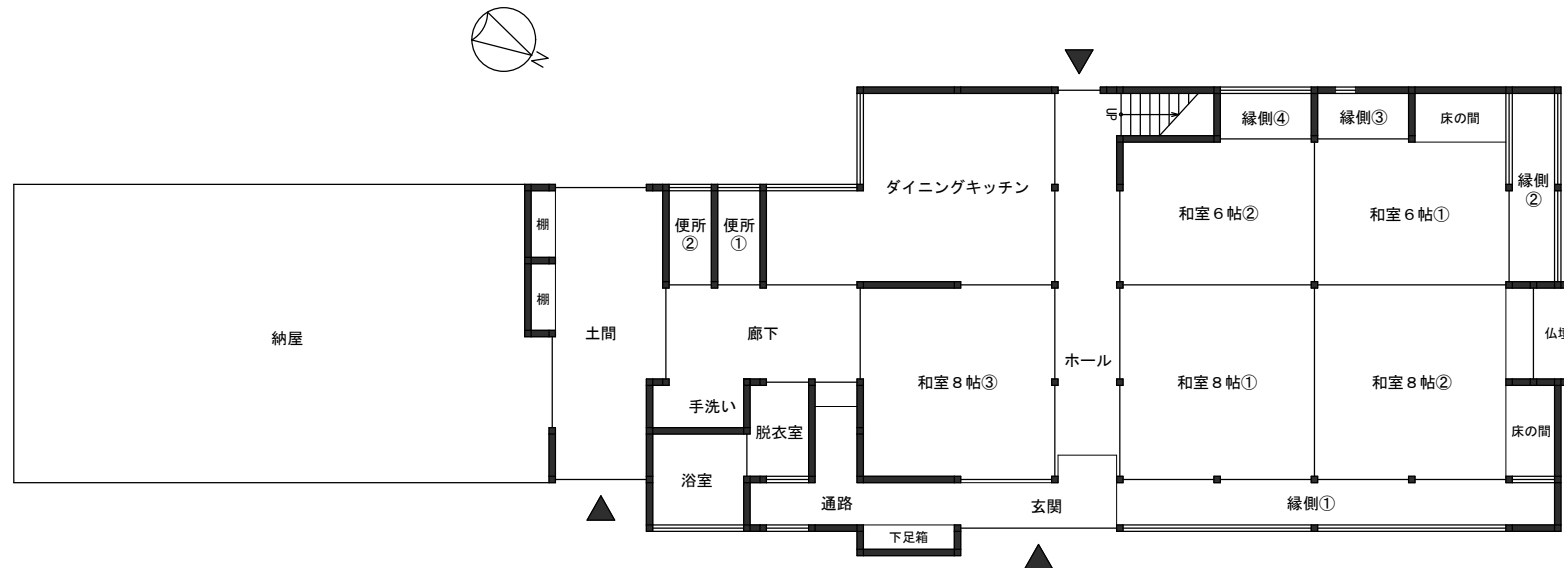 N
UP
縁側④
縁側③
床の間
ダイニングキッチン
縁側
②
和室6帖②
和室6帖①
棚
便所
②
便所
①
棚
納屋
土間
廊下
ホール
仏壇
和室8帖③
和室8帖①
和室8帖②
手洗い
脱衣室
床の間
浴室
通路
玄関
縁側①
下足箱